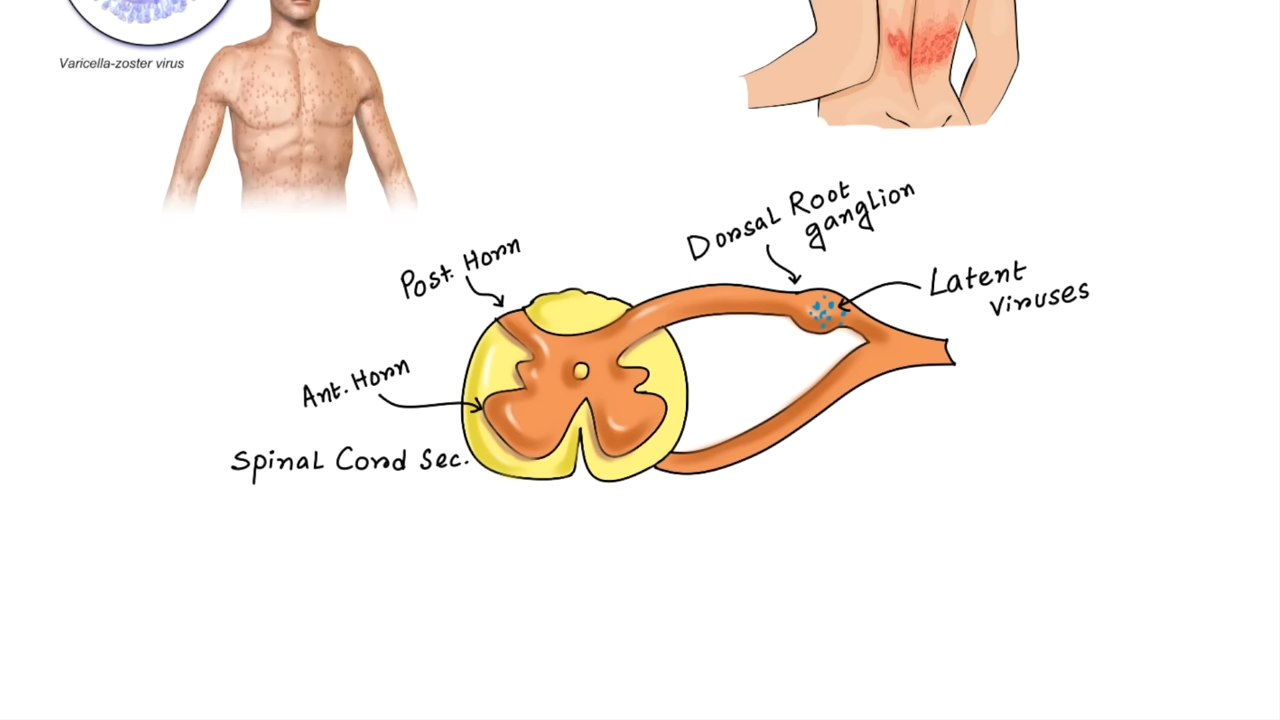 Varicella-zoster virus
Dorsal Root
ganglion
Post. Horn
Latent
viruses
Ant. Horn
Spinal Cord Sec.